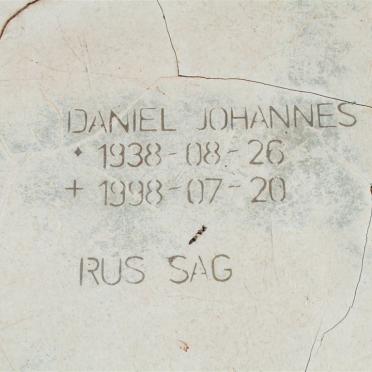 DANIEL JOHANNES
* 1938-08-26
+ 1998-07-20
RUS SAG